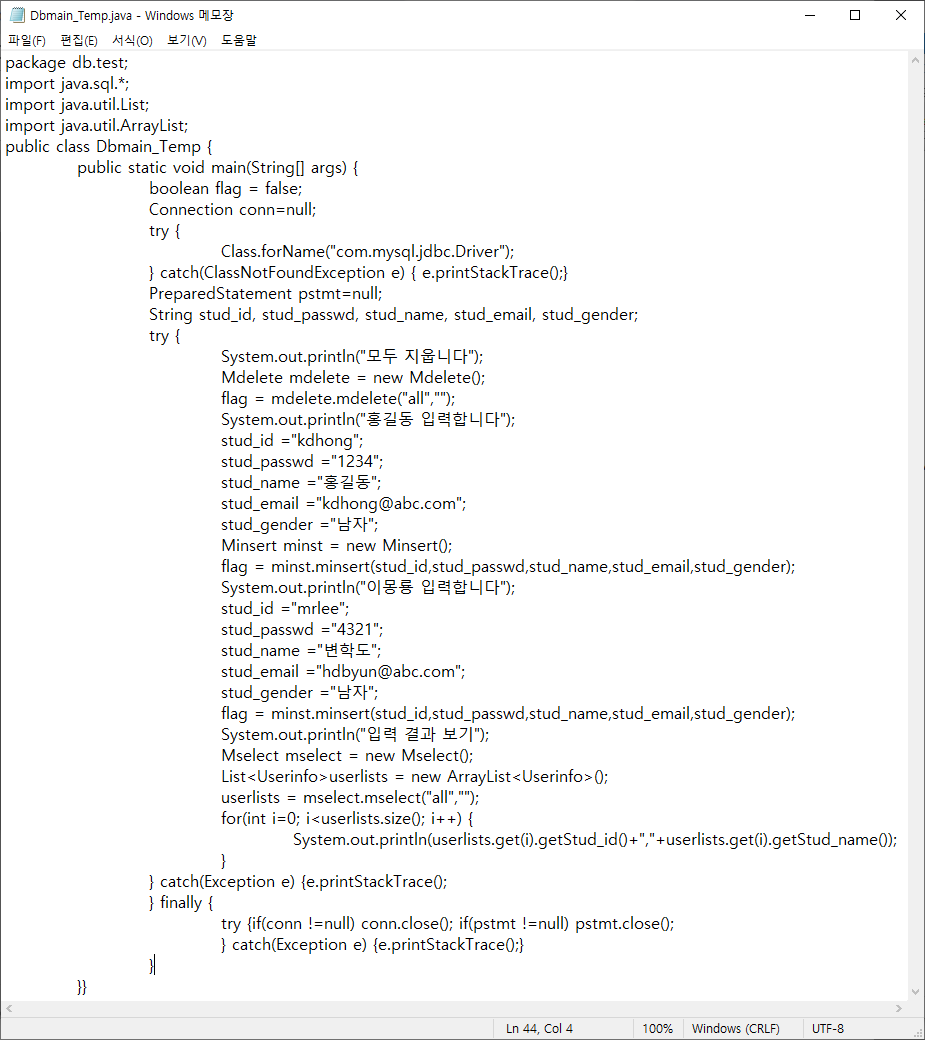 Dbmain_Temp.java - Windows 메모장
파일(F) 편집(E) 서식(O) 보기(V) 도움말
package db.test;
import java.sql.*;
import java.util.List;
import java.util.ArrayList;
public class Dbmain_Temp {
public static void main(String[] args) {
boolean flag = false;
Connection conn=null;
try {
Class.forName("com.mysql.jdbc.Driver");
} catch(ClassNotFoundException e) { e.printStackTrace();}
PreparedStatement pstmt=null;
String stud_id, stud_passwd, stud_name, stud_email, stud_gender;
try {
System.out.println("모두 지웁니다");
Mdelete mdelete = new Mdelete();
flag = mdelete.mdelete("all","");
System.out.println("홍길동 입력합니다");
stud_id ="kdhong";
stud_passwd ="1234";
stud_name ="홍길동";
stud_email ="kdhong@abc.com";
stud_gender ="남자";
Minsert minst = new Minsert();
flag = minst.minsert(stud_id,stud_passwd,stud_name,stud_email,stud_gender);
System.out.println("이몽룡 입력합니다");
stud_id ="mrlee";
stud_passwd ="4321";
stud_name ="변학도";
stud_email ="hdbyun@abc.com";
stud_gender ="남자";
flag = minst.minsert(stud_id,stud_passwd,stud_name,stud_email,stud_gender);
System.out.println("입력 결과 보기");
Mselect mselect = new Mselect();
List<Userinfo>userlists = new ArrayList<Userinfo>();
userlists = mselect.mselect("all","");
for(int i=0; i<userlists.size(); i++) {
System.out.println(userlists.get(i).getStud_id()+","+userlists.get(i).getStud_name());
}
} catch(Exception e) {e.printStackTrace();
} finally {
try {if(conn !=null) conn.close(); if(pstmt !=null) pstmt.close();
} catch(Exception e) {e.printStackTrace();}
}
}}
Ln 44, Col 4 100% Windows (CRLF) UTF-8